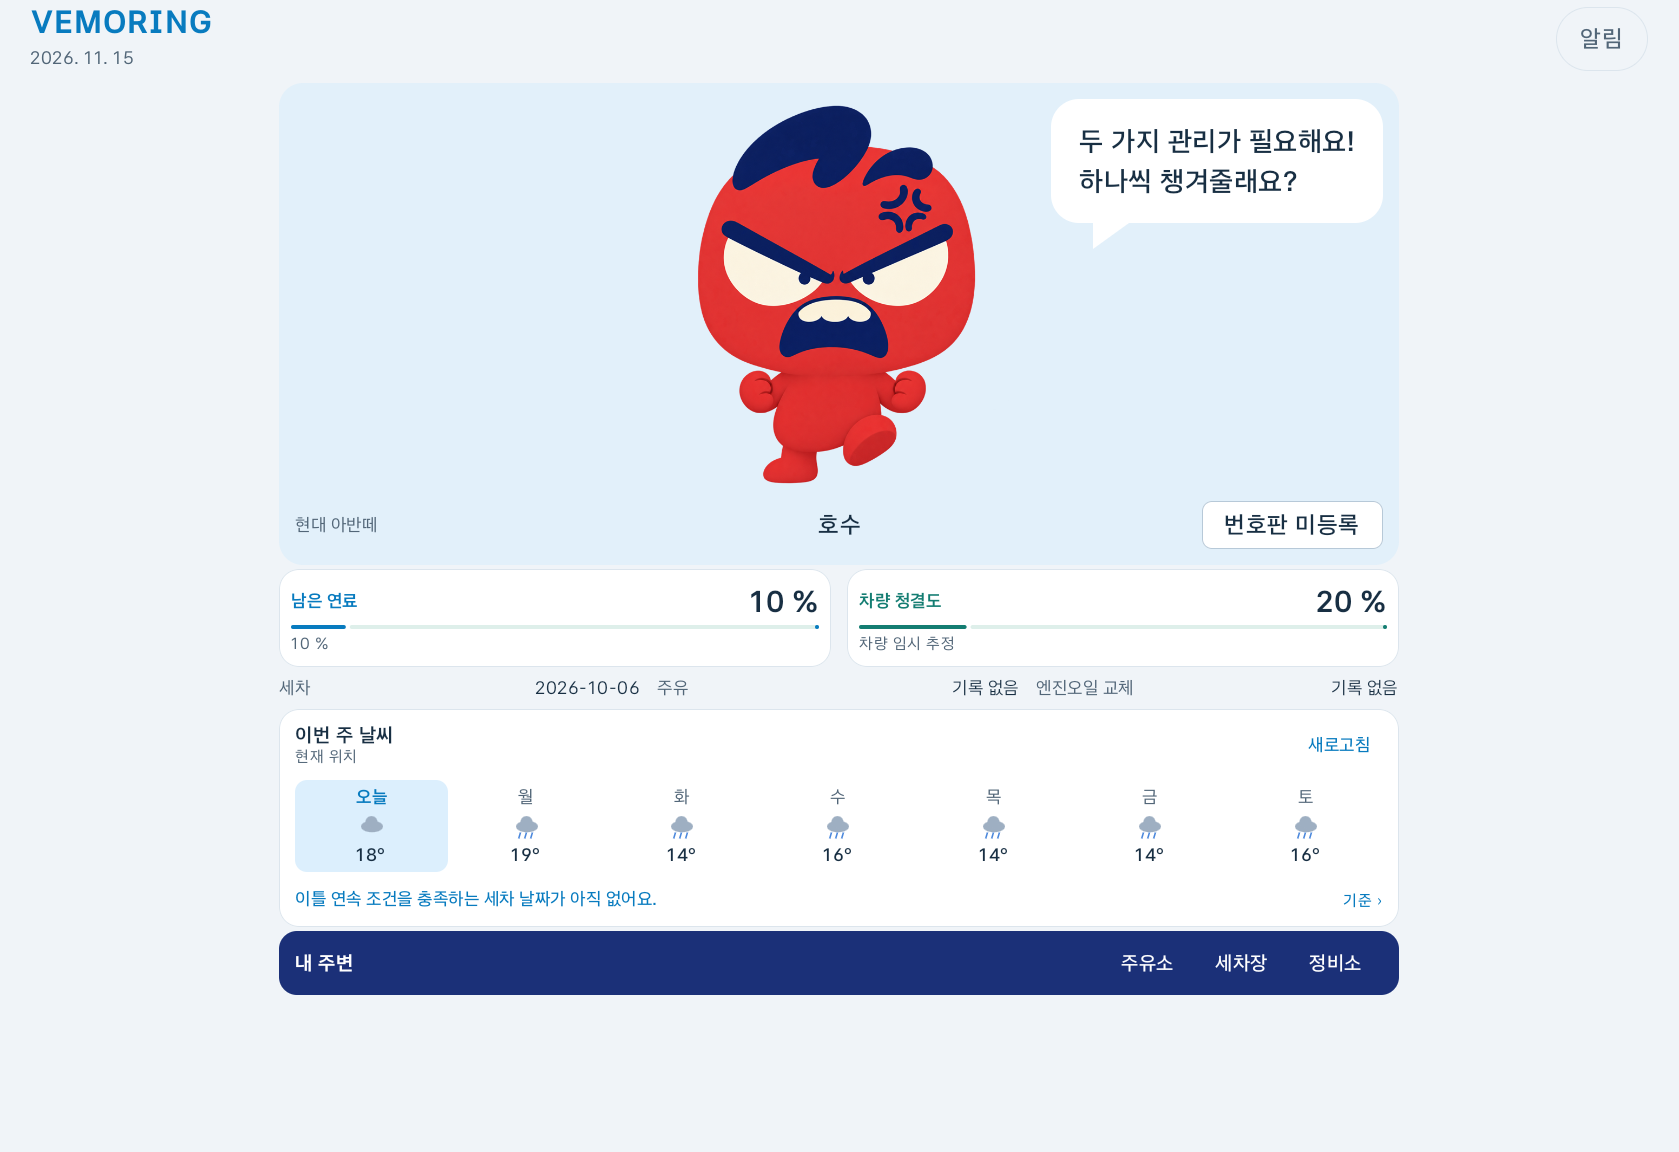 VEMORING
2026. 11. 15
알림
두 가지 관리가 필요해요!
하나씩 챙겨줄래요?
현대 아반떼
호수
번호판 미등록
남은 연료
10 %
10 %
차량 청결도
20 %
차량 임시 추정
세차
2026-10-06
주유
기록 없음
엔진오일 교체
기록 없음
이번 주 날씨
현재 위치
새로고침
오늘
18°
월
19°
화
14°
수
16°
목
14°
금
14°
토
16°
이틀 연속 조건을 충족하는 세차 날짜가 아직 없어요.
기준 ›
내 주변
주유소
세차장
정비소